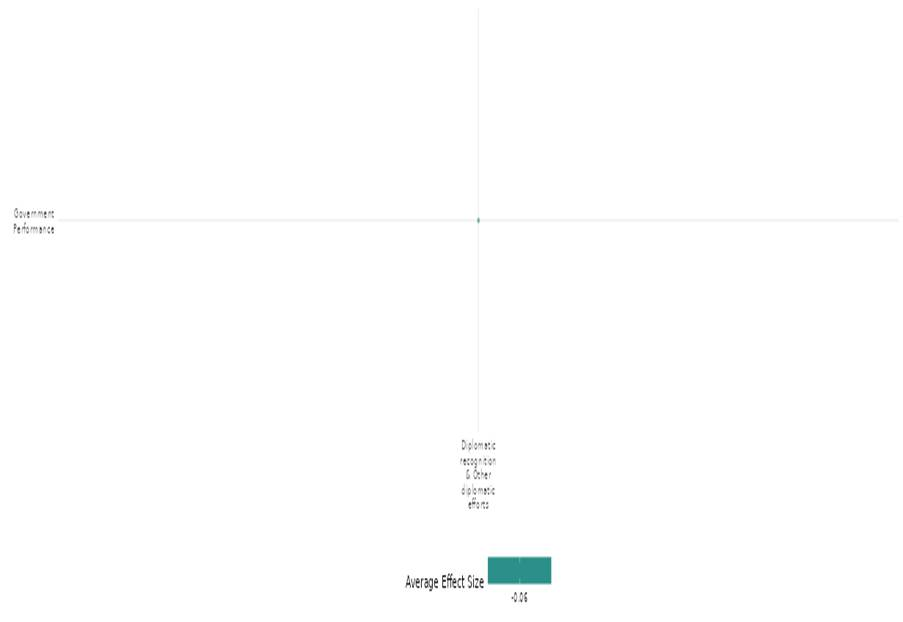 Government
Performance
Diplomatic
recognition
& Other
diplomatic
efforts
Average Effect Size
-0.06